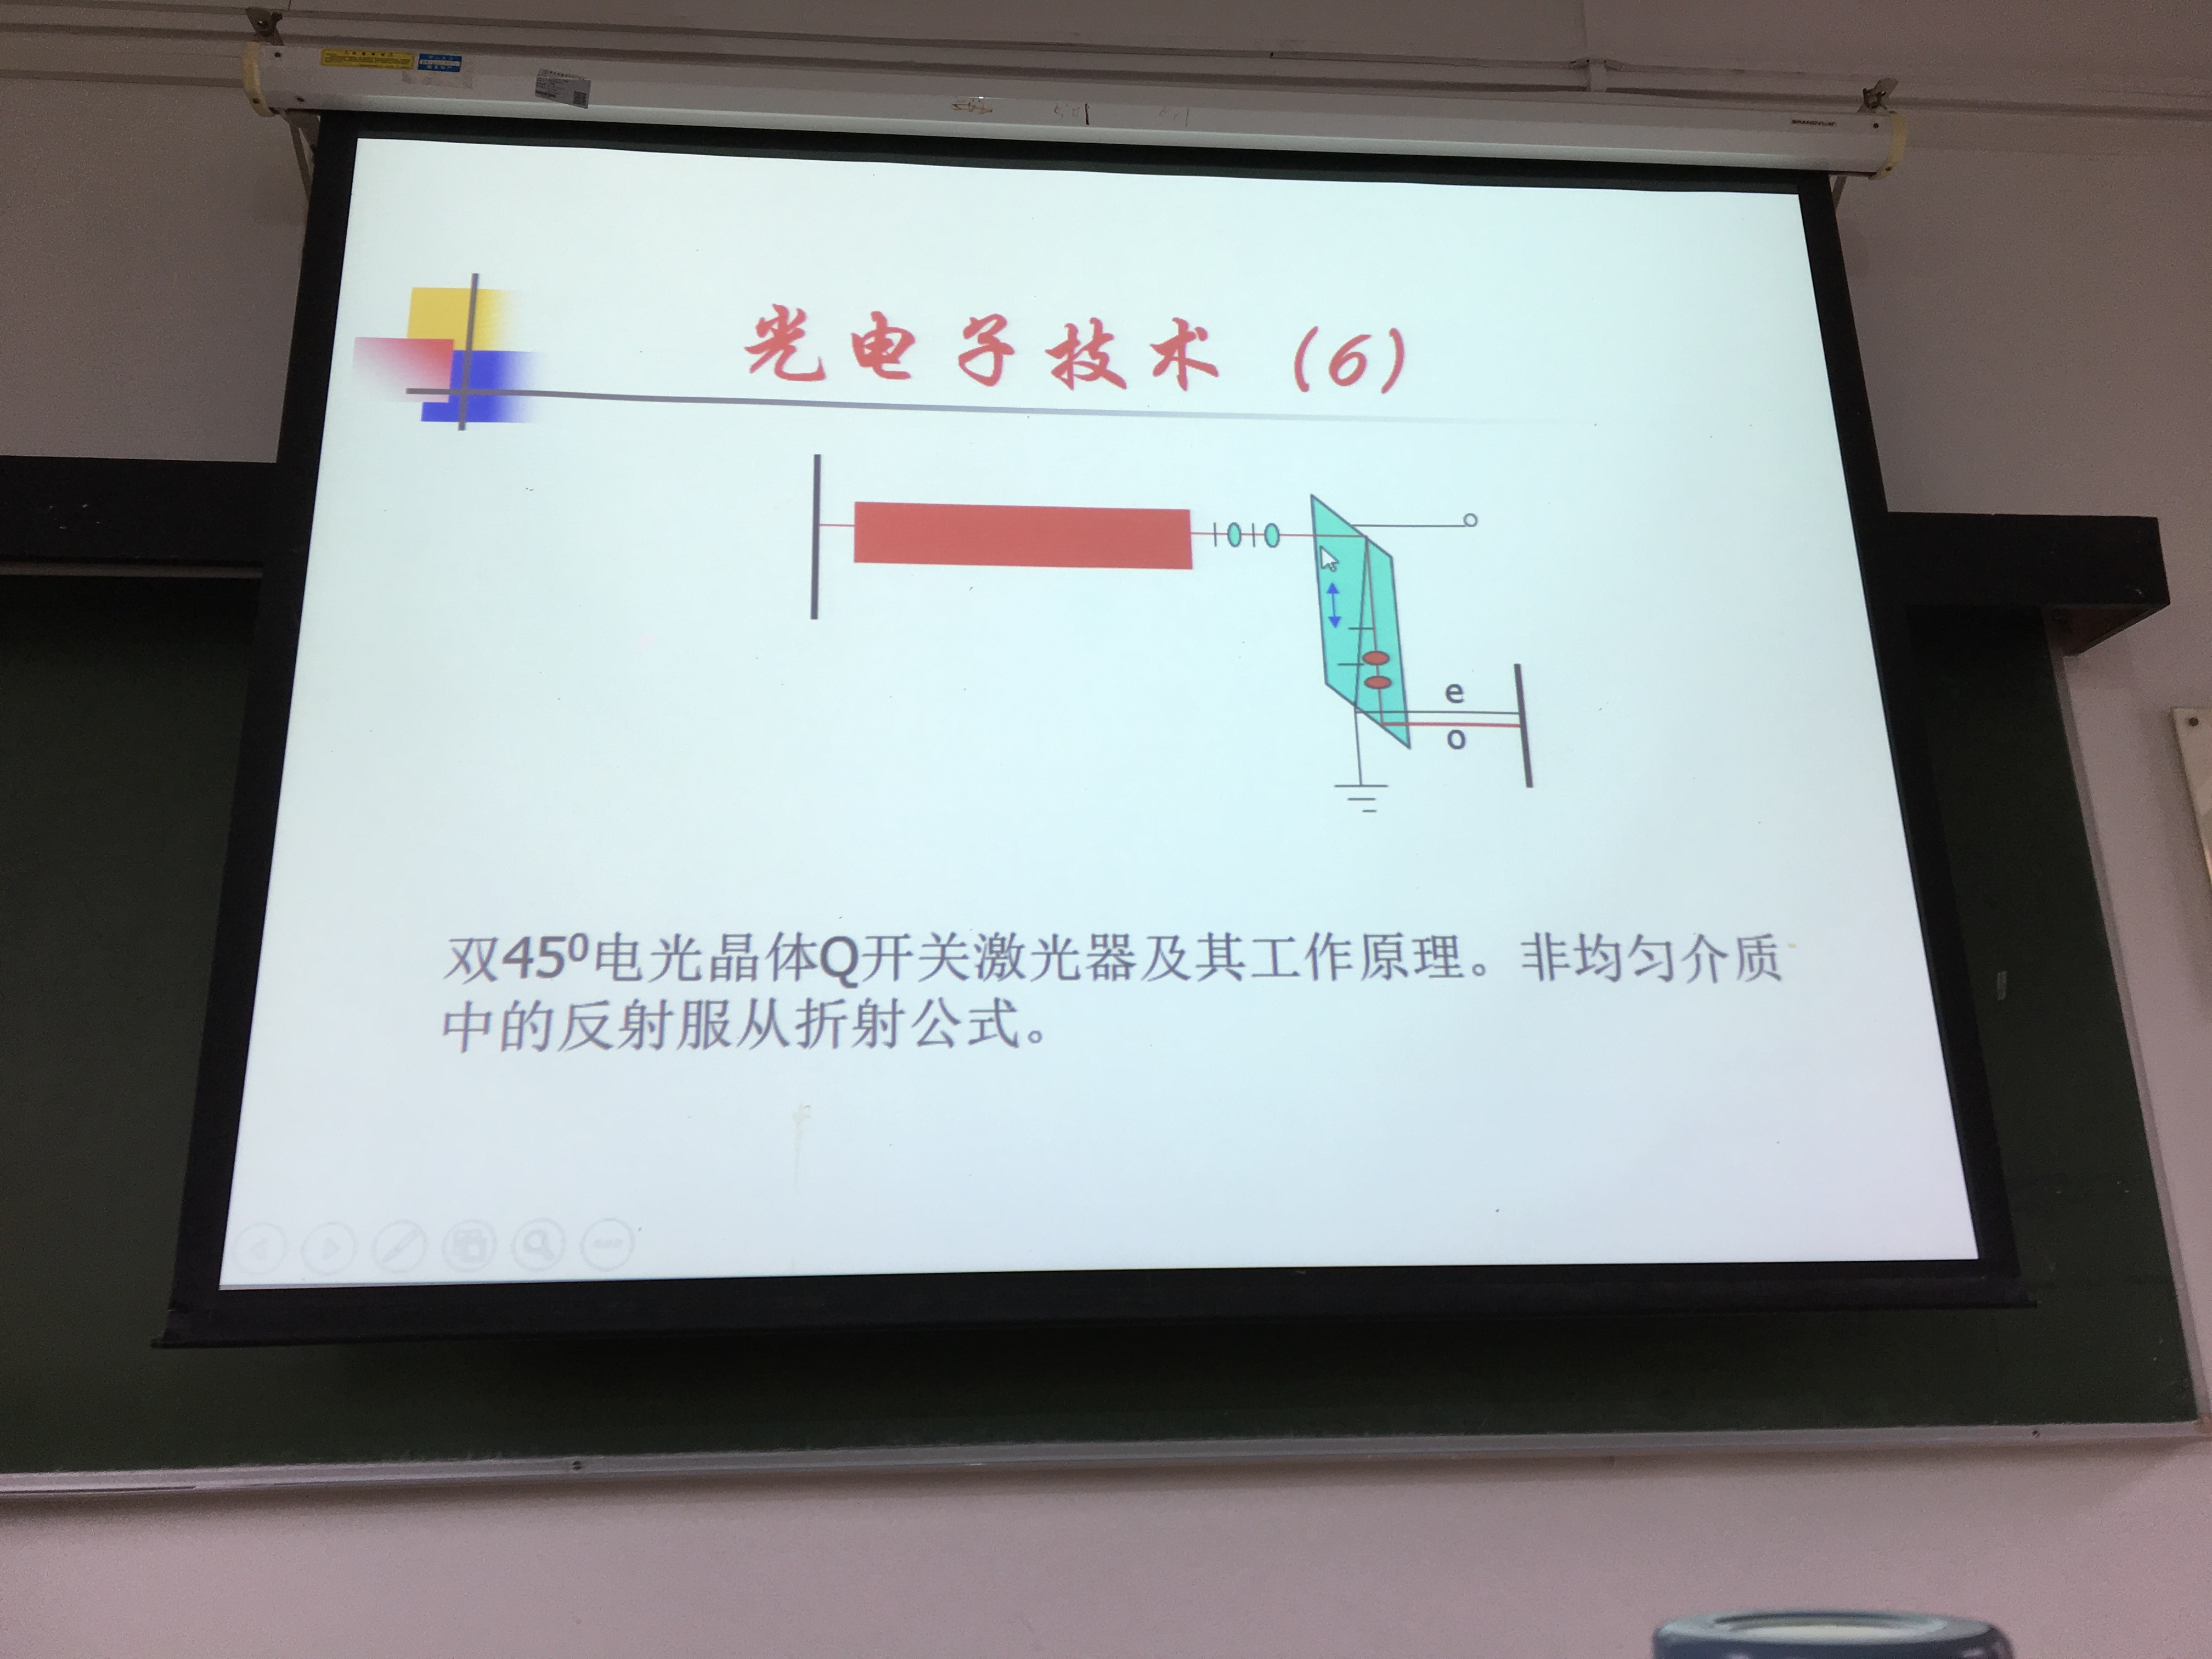 光电子技术（6）
e
o
双45⁰电光晶体Q开关激光器及其工作原理。非均匀介质
中的反射服从折射公式。